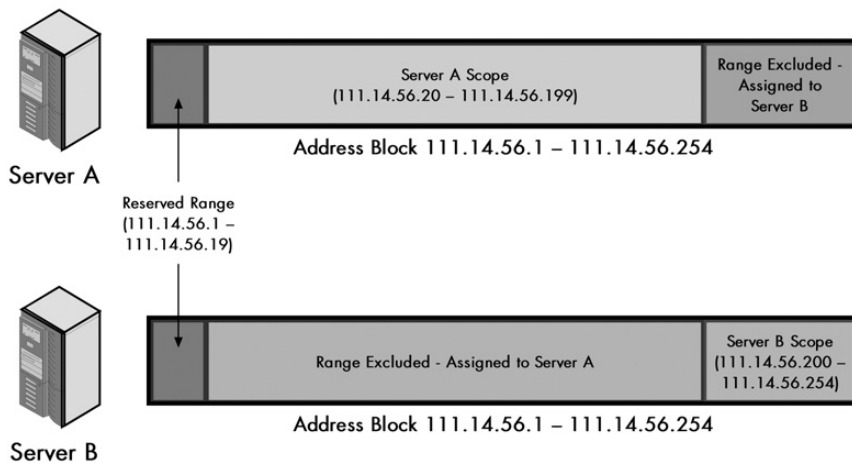 Server A Scope
(111.14.56.20 – 111.14.56.199)
Range Excluded -
Assigned to
Server B
Address Block 111.14.56.1 – 111.14.56.254
Server A
Reserved Range
(111.14.56.1 –
111.14.56.19)
Range Excluded - Assigned to Server A
Server B Scope
(111.14.56.200 –
111.14.56.254)
Address Block 111.14.56.1 – 111.14.56.254
Server B